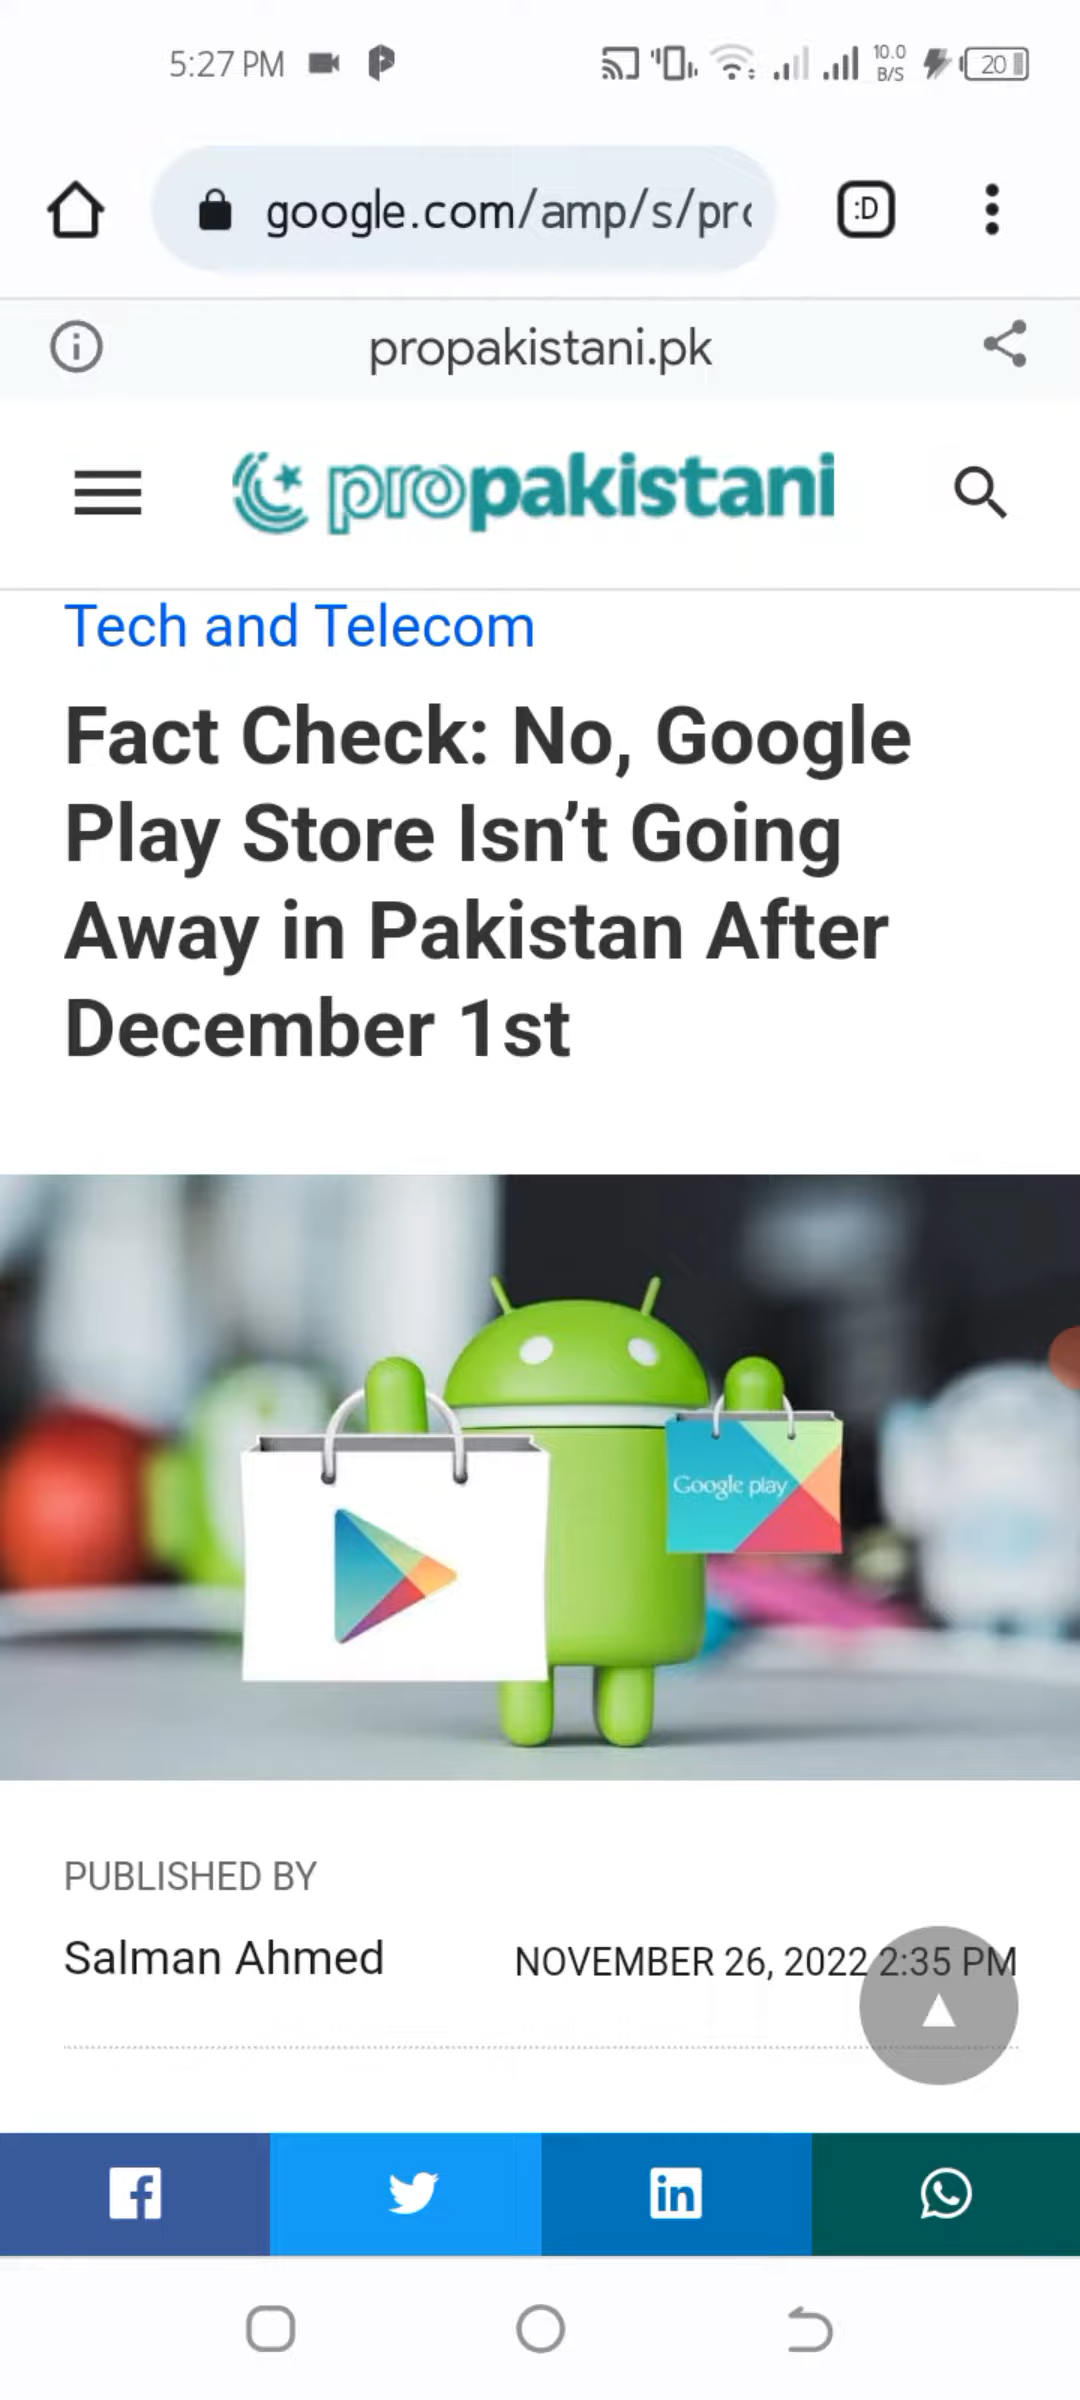 5:27 PM
10.0
B/S
20
google.com/amp/s/pr
:D
propakistani.pk
propakistani
Tech and Telecom
Fact Check: No, Google
Play Store Isn’t Going
Away in Pakistan After
December 1st
Google play
PUBLISHED BY
Salman Ahmed
NOVEMBER 26, 2022 2:35 PM